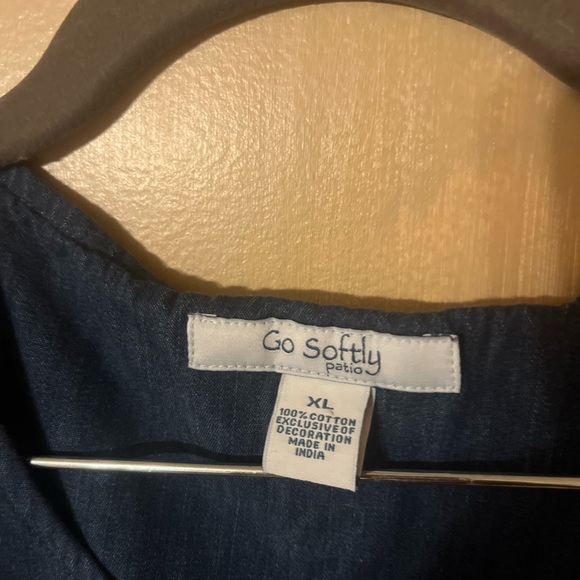 Go Softly
patio
XL
100% COTTON
EXCLUSIVE OF
DECORATION
MADE IN
INDIA